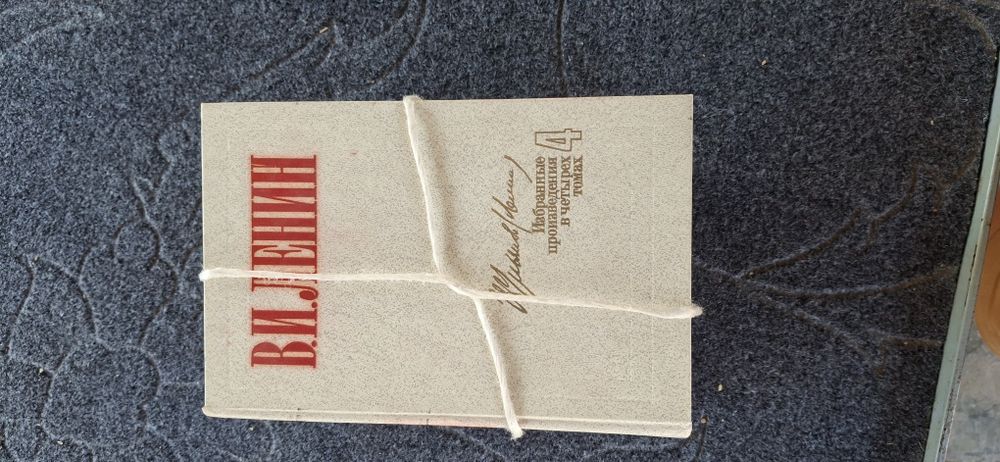 В.И.ЛЕНИН
Избранные
произведения
в четырех
томах
4